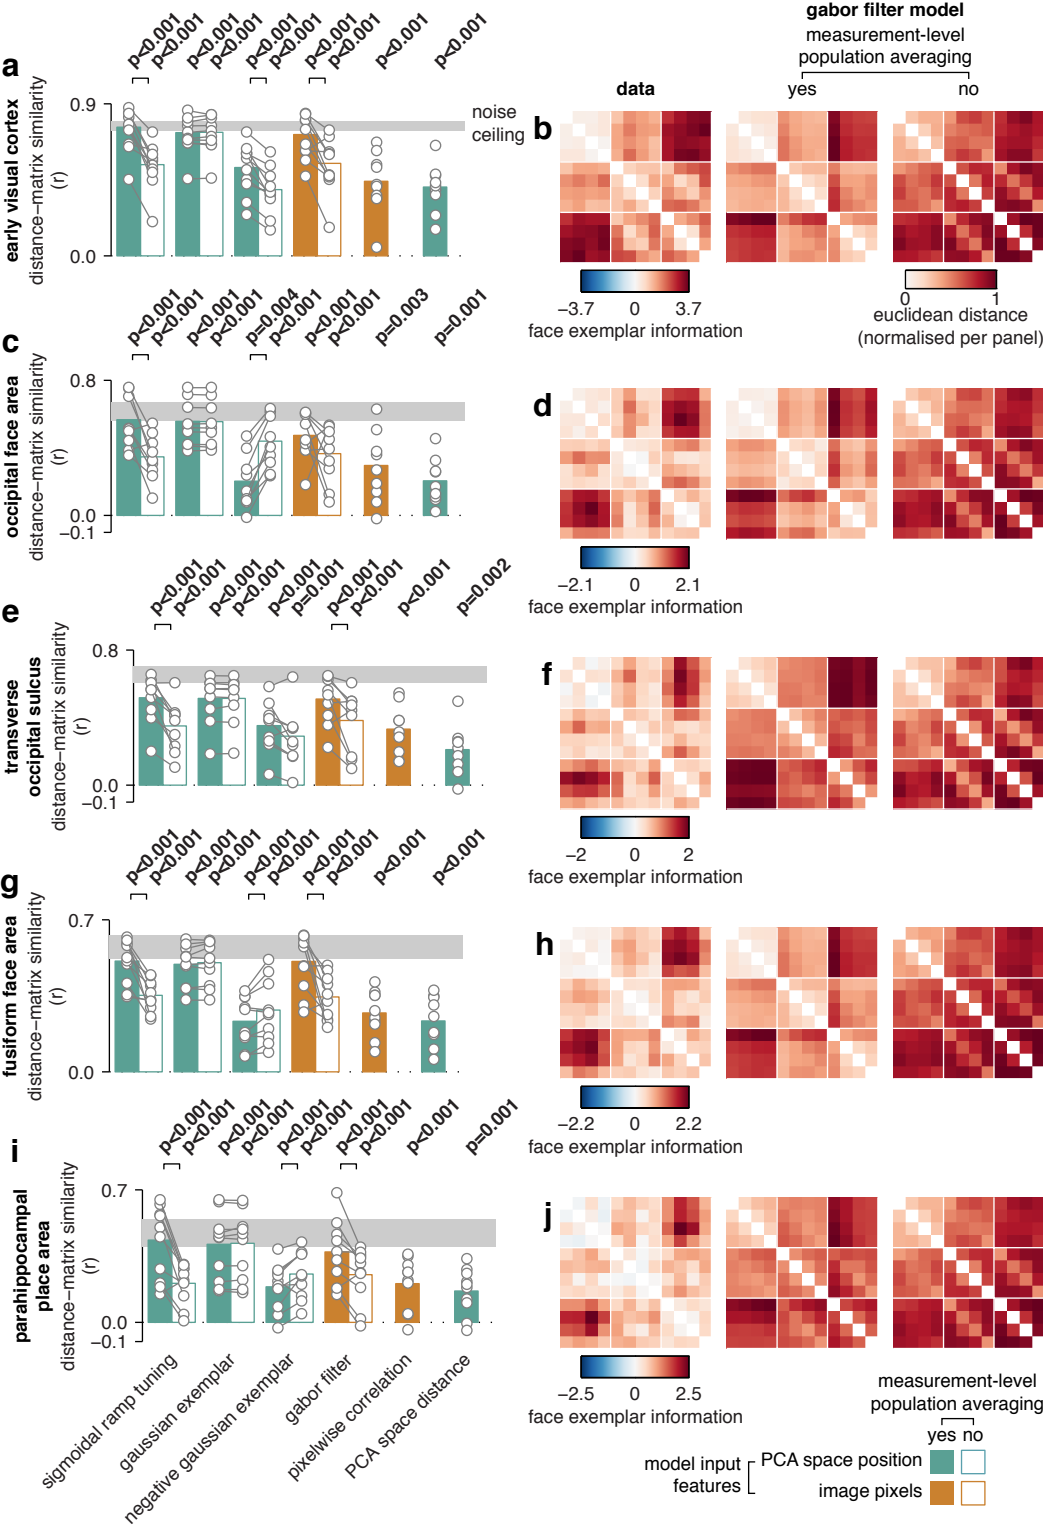 gabor filter model
measurement-level
population averaging
data
yes
no
a
p<0.001
p<0.001
p<0.001
p<0.001
p<0.001
p<0.001
p<0.001
p<0.001
p<0.001
p<0.001
early visual cortex
distance−matrix similarity
(r)
0.9
0.0
noise
ceiling
b
−3.7
0
3.7
face exemplar information
0
1
euclidean distance
(normalised per panel)
c
p<0.001
p<0.001
p<0.001
p<0.001
p=0.004
p<0.001
p<0.001
p<0.001
p=0.003
p=0.001
occipital face area
distance−matrix similarity
(r)
0.8
0.0
−0.1
d
−2.1
0
2.1
face exemplar information
e
p<0.001
p<0.001
p<0.001
p<0.001
p<0.001
p=0.001
p<0.001
p<0.001
p<0.001
p=0.002
transverse
occipital sulcus
distance−matrix similarity
(r)
0.8
0.0
−0.1
f
−2
0
2
face exemplar information
g
p<0.001
p<0.001
p<0.001
p<0.001
p<0.001
p<0.001
p<0.001
p<0.001
p<0.001
p<0.001
fusiform face area
distance−matrix similarity
(r)
0.7
0.0
h
−2.2
0
2.2
face exemplar information
i
p<0.001
p<0.001
p<0.001
p<0.001
p<0.001
p<0.001
p<0.001
p<0.001
p<0.001
p=0.001
parahippocampal
place area
distance−matrix similarity
(r)
0.7
0.0
−0.1
sigmoidal ramp tuning
gaussian exemplar
negative gaussian exemplar
gabor filter
pixelwise correlation
PCA space distance
j
−2.5
0
2.5
face exemplar information
measurement-level
population averaging
yes no
model input
features
PCA space position
image pixels